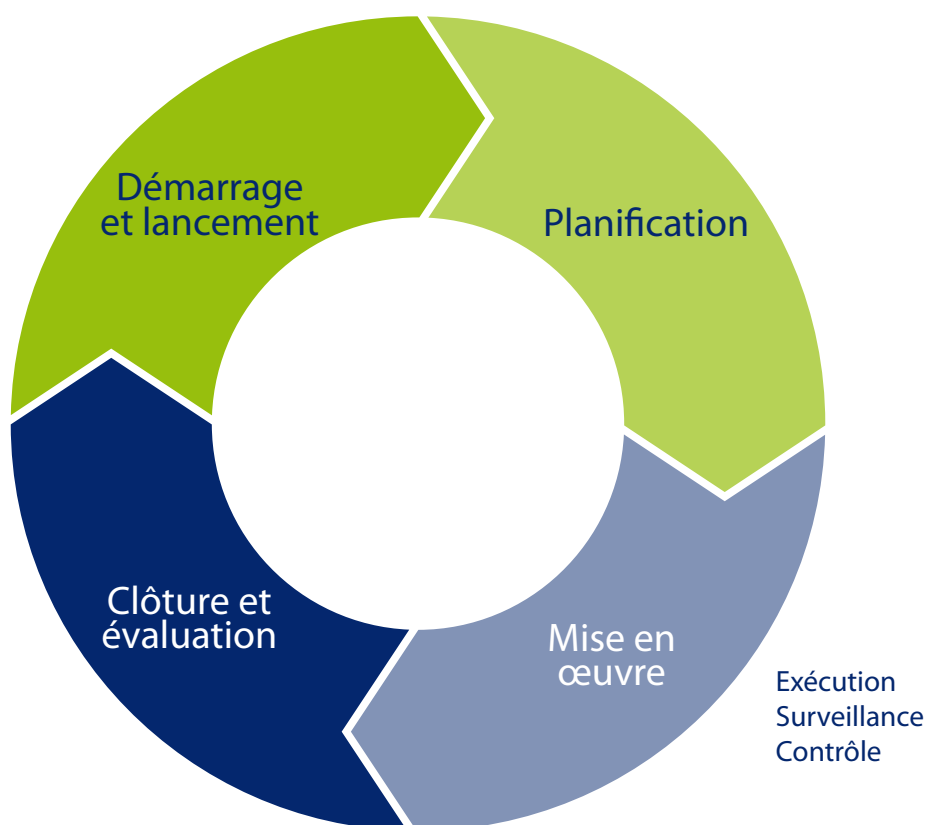 Démarrage
et lancement
Planification
Clôture et
évaluation
Mise en
œuvre
Exécution
Surveillance
Contrôle